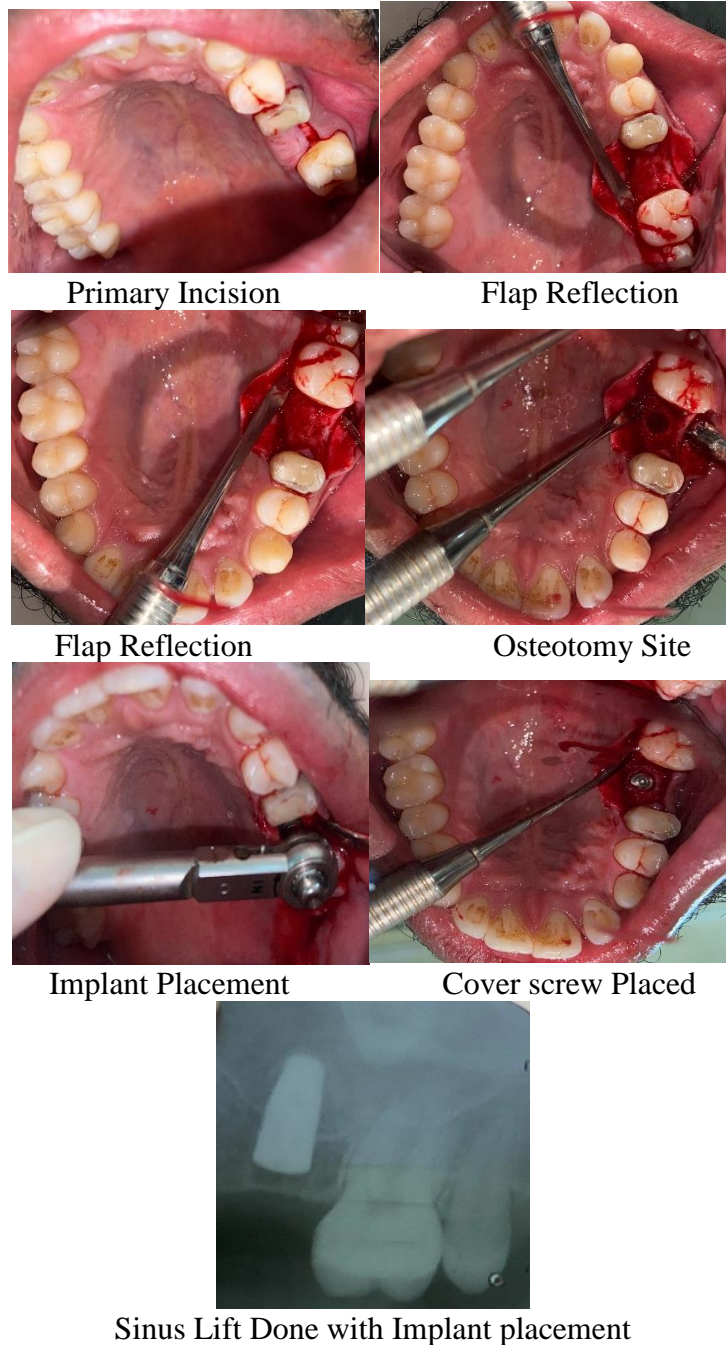 Primary Incision
Flap Reflection
Flap Reflection
Osteotomy Site
IN
Implant Placement
Cover screw Placed
Sinus Lift Done with Implant placement